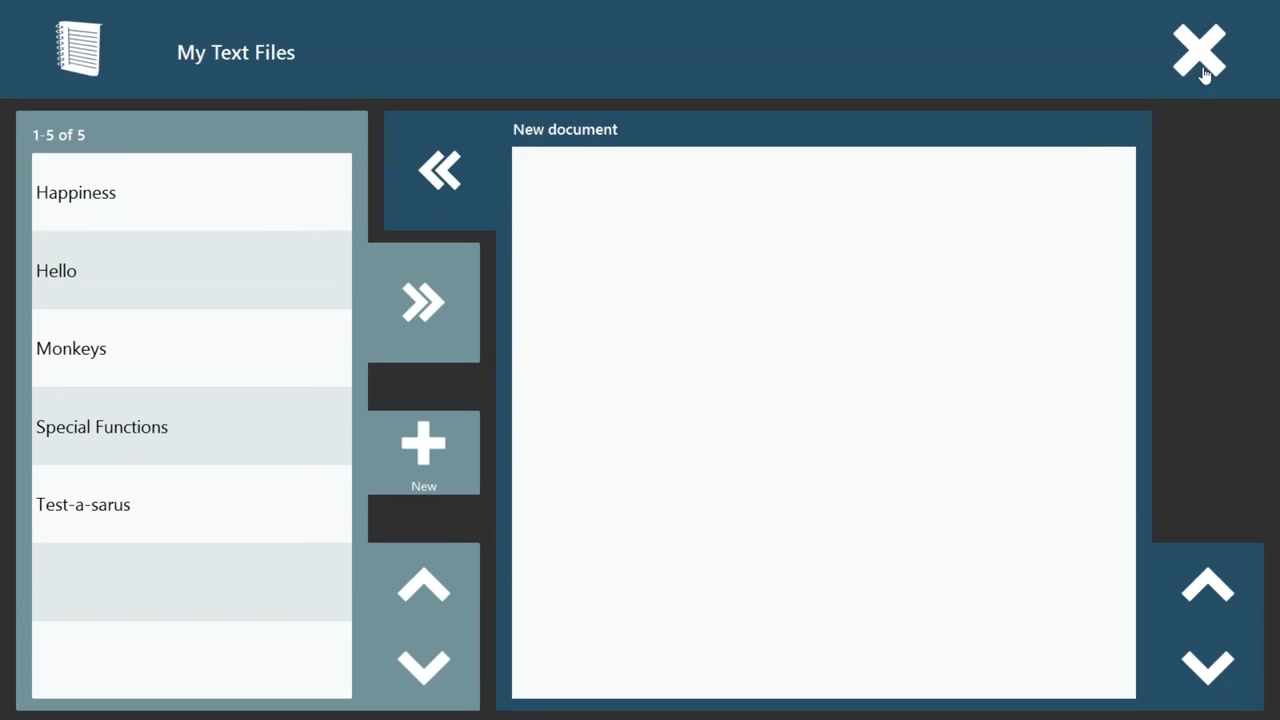 My Text Files
1-5 of 5
Happiness
Hello
Monkeys
Special Functions
Test-a-sarus
New
New document